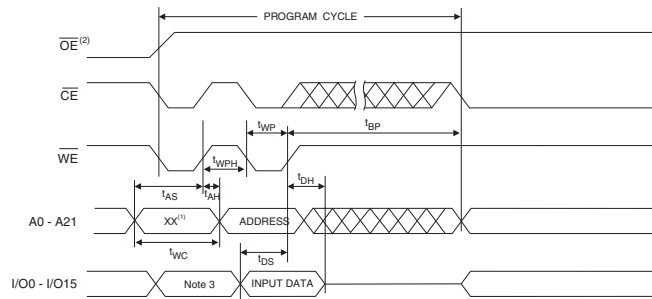 PROGRAM CYCLE
OE (2)
CE
tWP
tBP
WE
tWPH
tDH
tAS
tAH
A0 - A21
XX(1)
ADDRESS
tWC
tDS
I/O0 - I/O15
Note 3
INPUT DATA